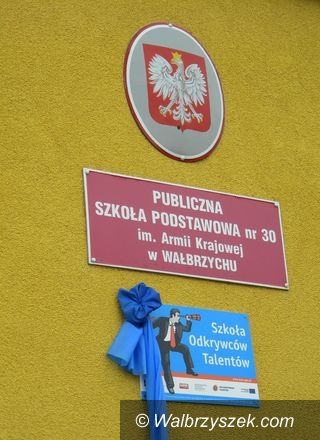 PUBLICZNA
SZKOŁA PODSTAWOWA nr 30
im. Armii Krajowej
w WAŁBRZYCHU
Szkoła
Odkrywców
Talentów
© Walbrzyszek.com